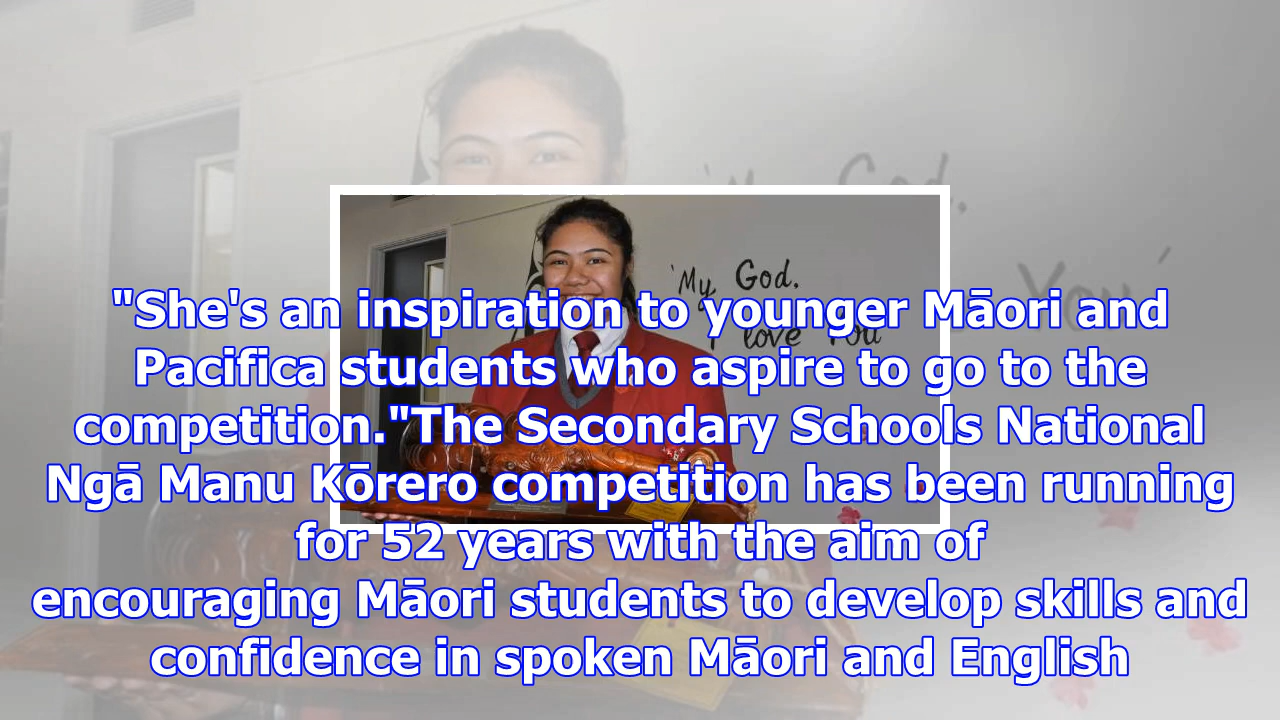 'My God,
I love You'
"She's an inspiration to younger Māori and
Pacifica students who aspire to go to the
competition."The Secondary Schools National
Ngā Manu Kōrero competition has been running
for 52 years with the aim of
encouraging Māori students to develop skills and
confidence in spoken Māori and English